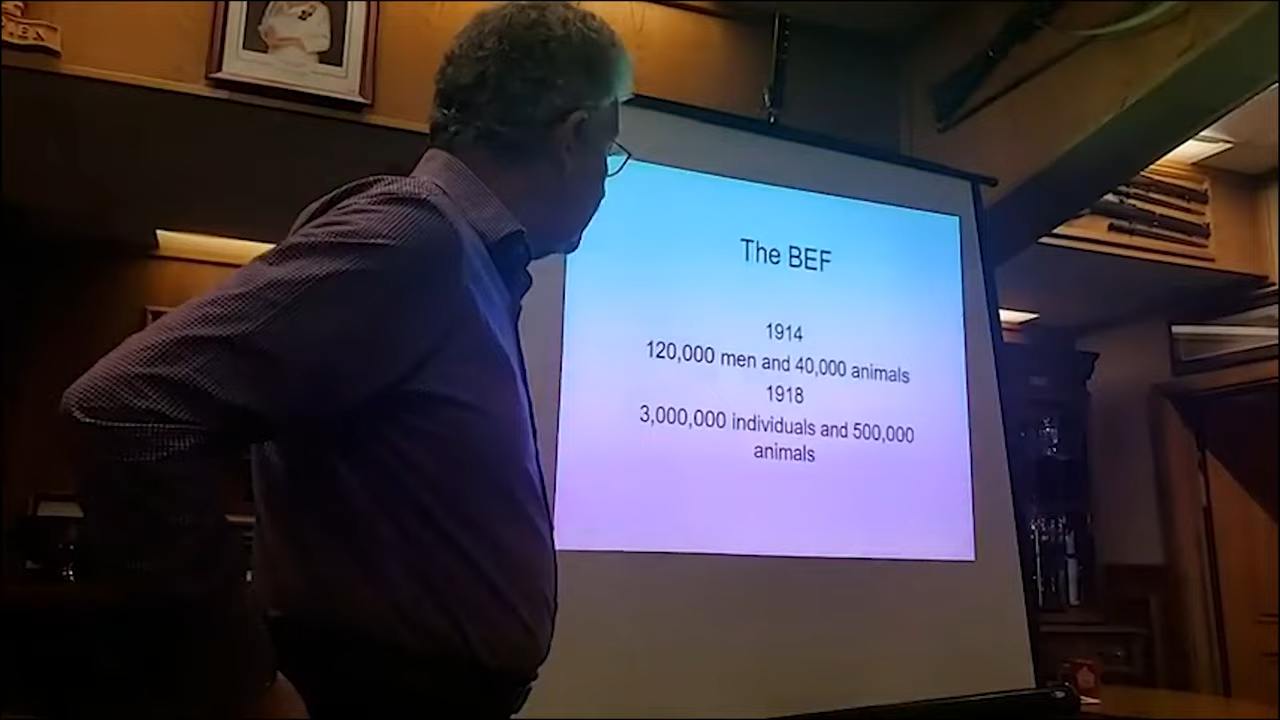 The BEF
1914
120,000 men and 40,000 animals
1918
3,000,000 individuals and 500,000
animals